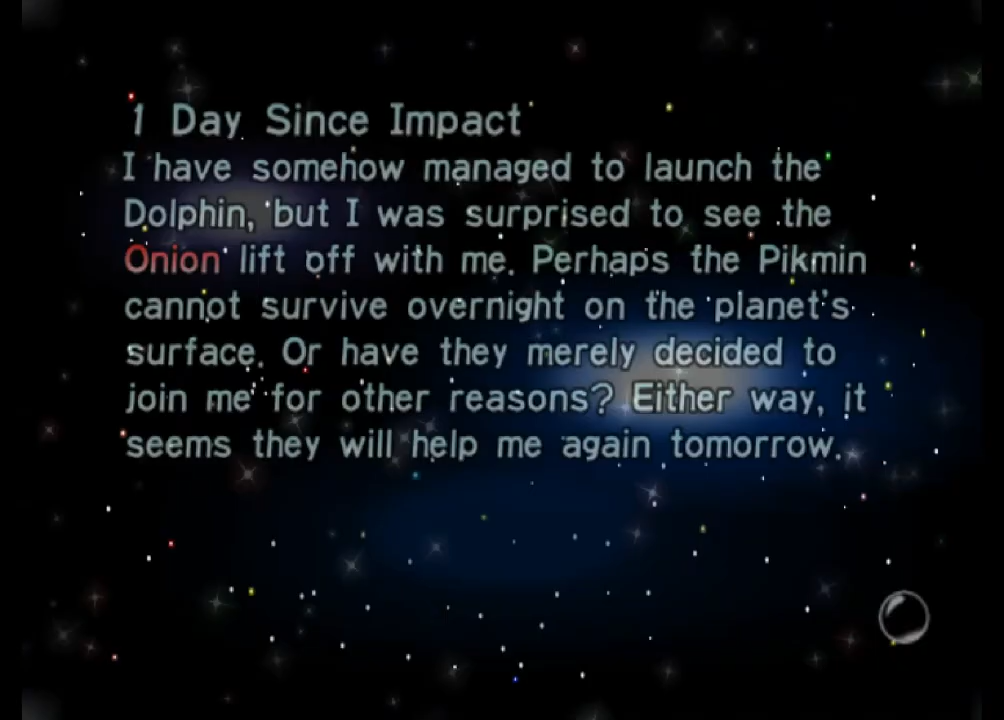 1 Day Since Impact
I have somehow managed to launch the
Dolphin, but I was surprised to see the
Onion lift off with me. Perhaps the Pikmin
cannot survive overnight on the planet's
surface. Or have they merely decided to
join me for other reasons? Either way, it
seems they will help me again tomorrow.